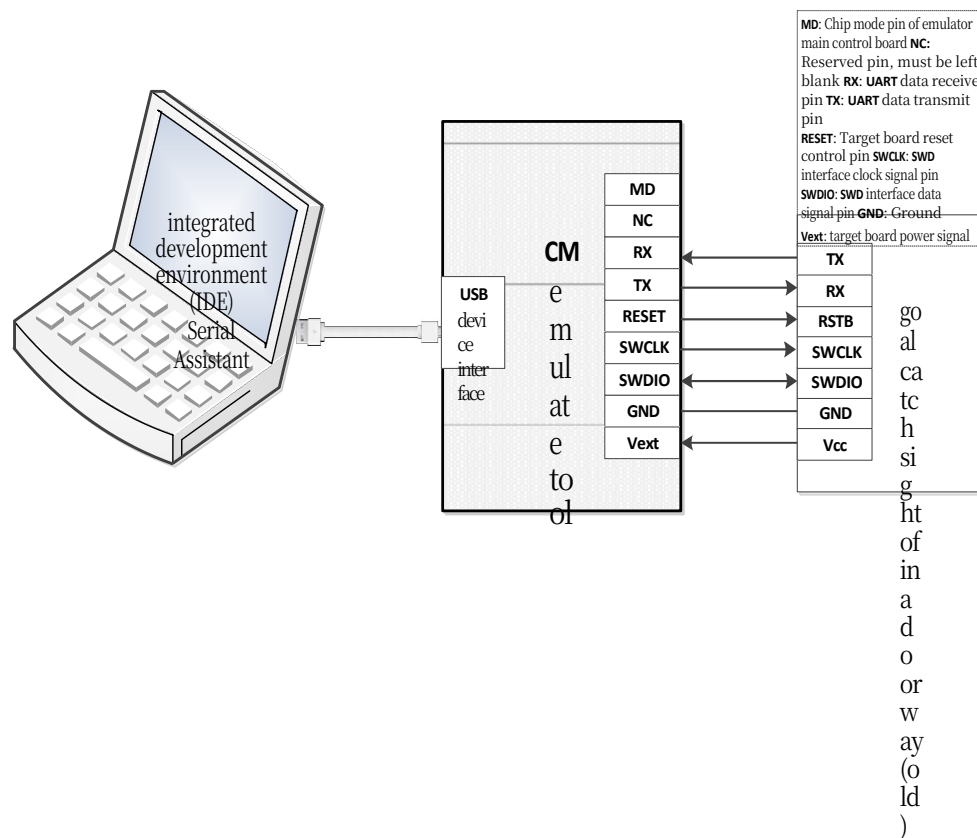 MD: Chip mode pin of emulator
main control board NC:
Reserved pin, must be left
blank RX: UART data receive
pin TX: UART data transmit
pin
RESET: Target board reset
control pin SWCLK: SWD
interface clock signal pin
SWDIO: SWD interface data
signal pin GND: Ground
Vext: target board power signal
integrated
development
environment
(IDE)
Serial
Assistant
USB
devi
ce
inter
face
CM
e
m
ul
at
e
to
ol
MD
NC
RX
TX
RESET
SWCLK
SWDIO
GND
Vext
TX
RX
RSTB
SWCLK
SWDIO
GND
Vcc
go
al
ca
tc
h
si
g
ht
of
in
a
d
o
or
w
ay
(o
ld
)